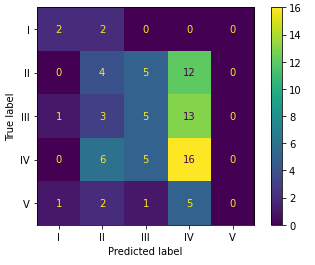 I 2 2 0 0 0
II 0 4 5 12 0
III 1 3 5 13 0
IV 0 6 5 16 0
V 1 2 1 5 0
I II III IV V
Predicted label
True label
16
14
12
10
8
6
4
2
0